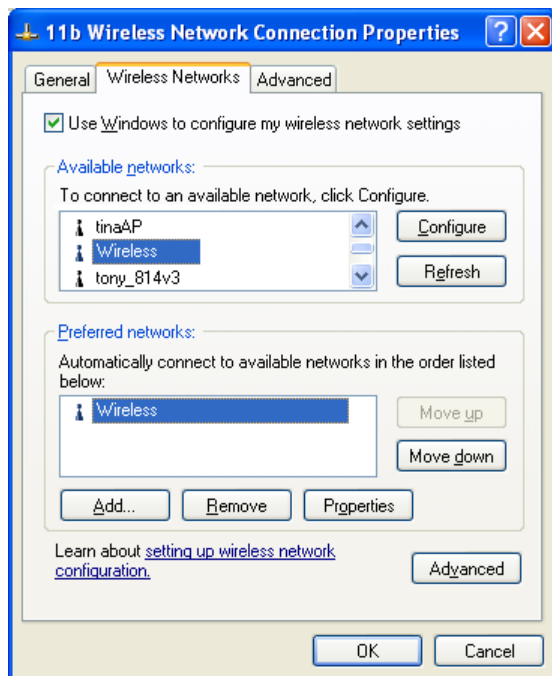 11b Wireless Network Connection Properties
General Wireless Networks Advanced
Use Windows to configure my wireless network settings
Available networks:
To connect to an available network, click Configure.
tinaAP
Wireless
tony_814v3
Configure
Refresh
Preferred networks:
Automatically connect to available networks in the order listed
below:
Wireless
Move up
Move down
Add... Remove Properties
Learn about setting up wireless network
configuration.
Advanced
OK Cancel